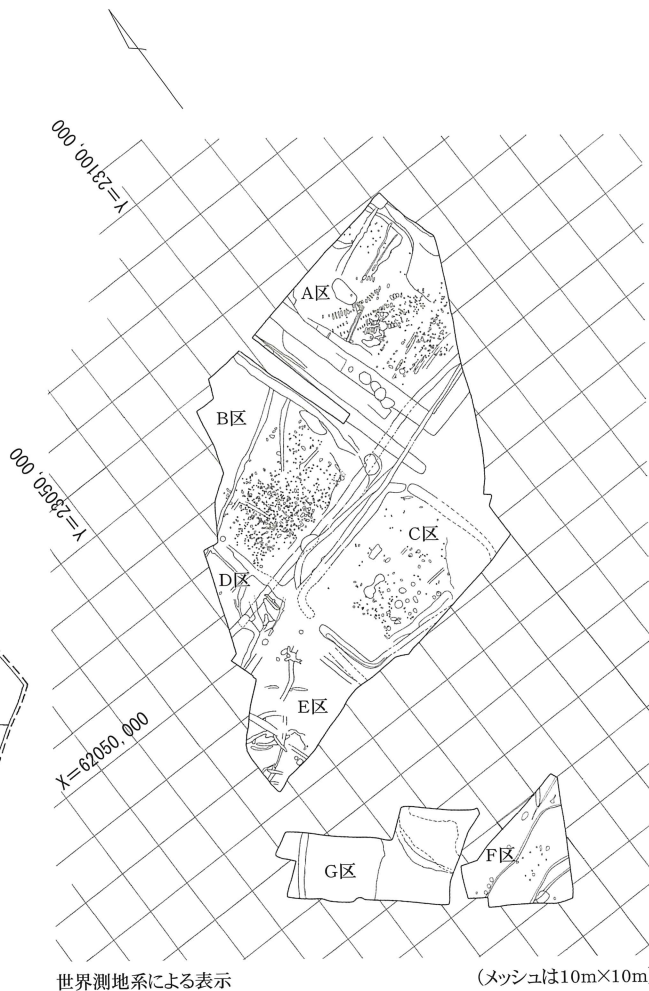 Y＝23100,000
A区
B区
Y＝23050,000
C区
D区
E区
X＝62050,000
F区
G区
世界測地系による表示
(メッシュは10m×10m